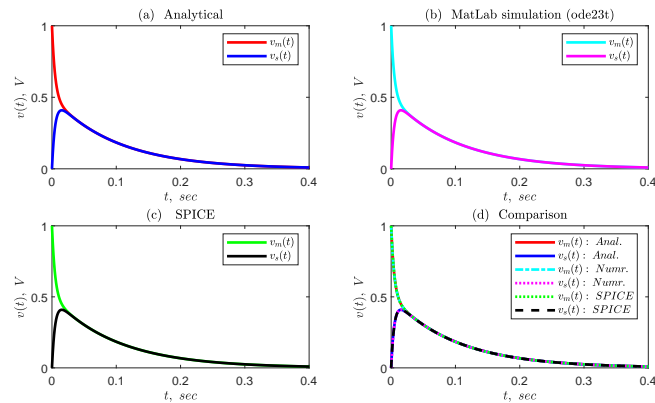 (a) Analytical
1
0.5
0
v(t), V
v_m(t)
v_s(t)
0 0.1 0.2 0.3 0.4
t, sec
(b) MatLab simulation (ode23t)
1
0.5
0
v(t), V
v_m(t)
v_s(t)
0 0.1 0.2 0.3 0.4
t, sec
(c) SPICE
1
0.5
0
v(t), V
v_m(t)
v_s(t)
0 0.1 0.2 0.3 0.4
t, sec
(d) Comparison
1
0.5
0
v(t), V
v_m(t) : Anal.
v_s(t) : Anal.
v_m(t) : Numr.
v_s(t) : Numr.
v_m(t) : SPICE
v_s(t) : SPICE
0 0.1 0.2 0.3 0.4
t, sec